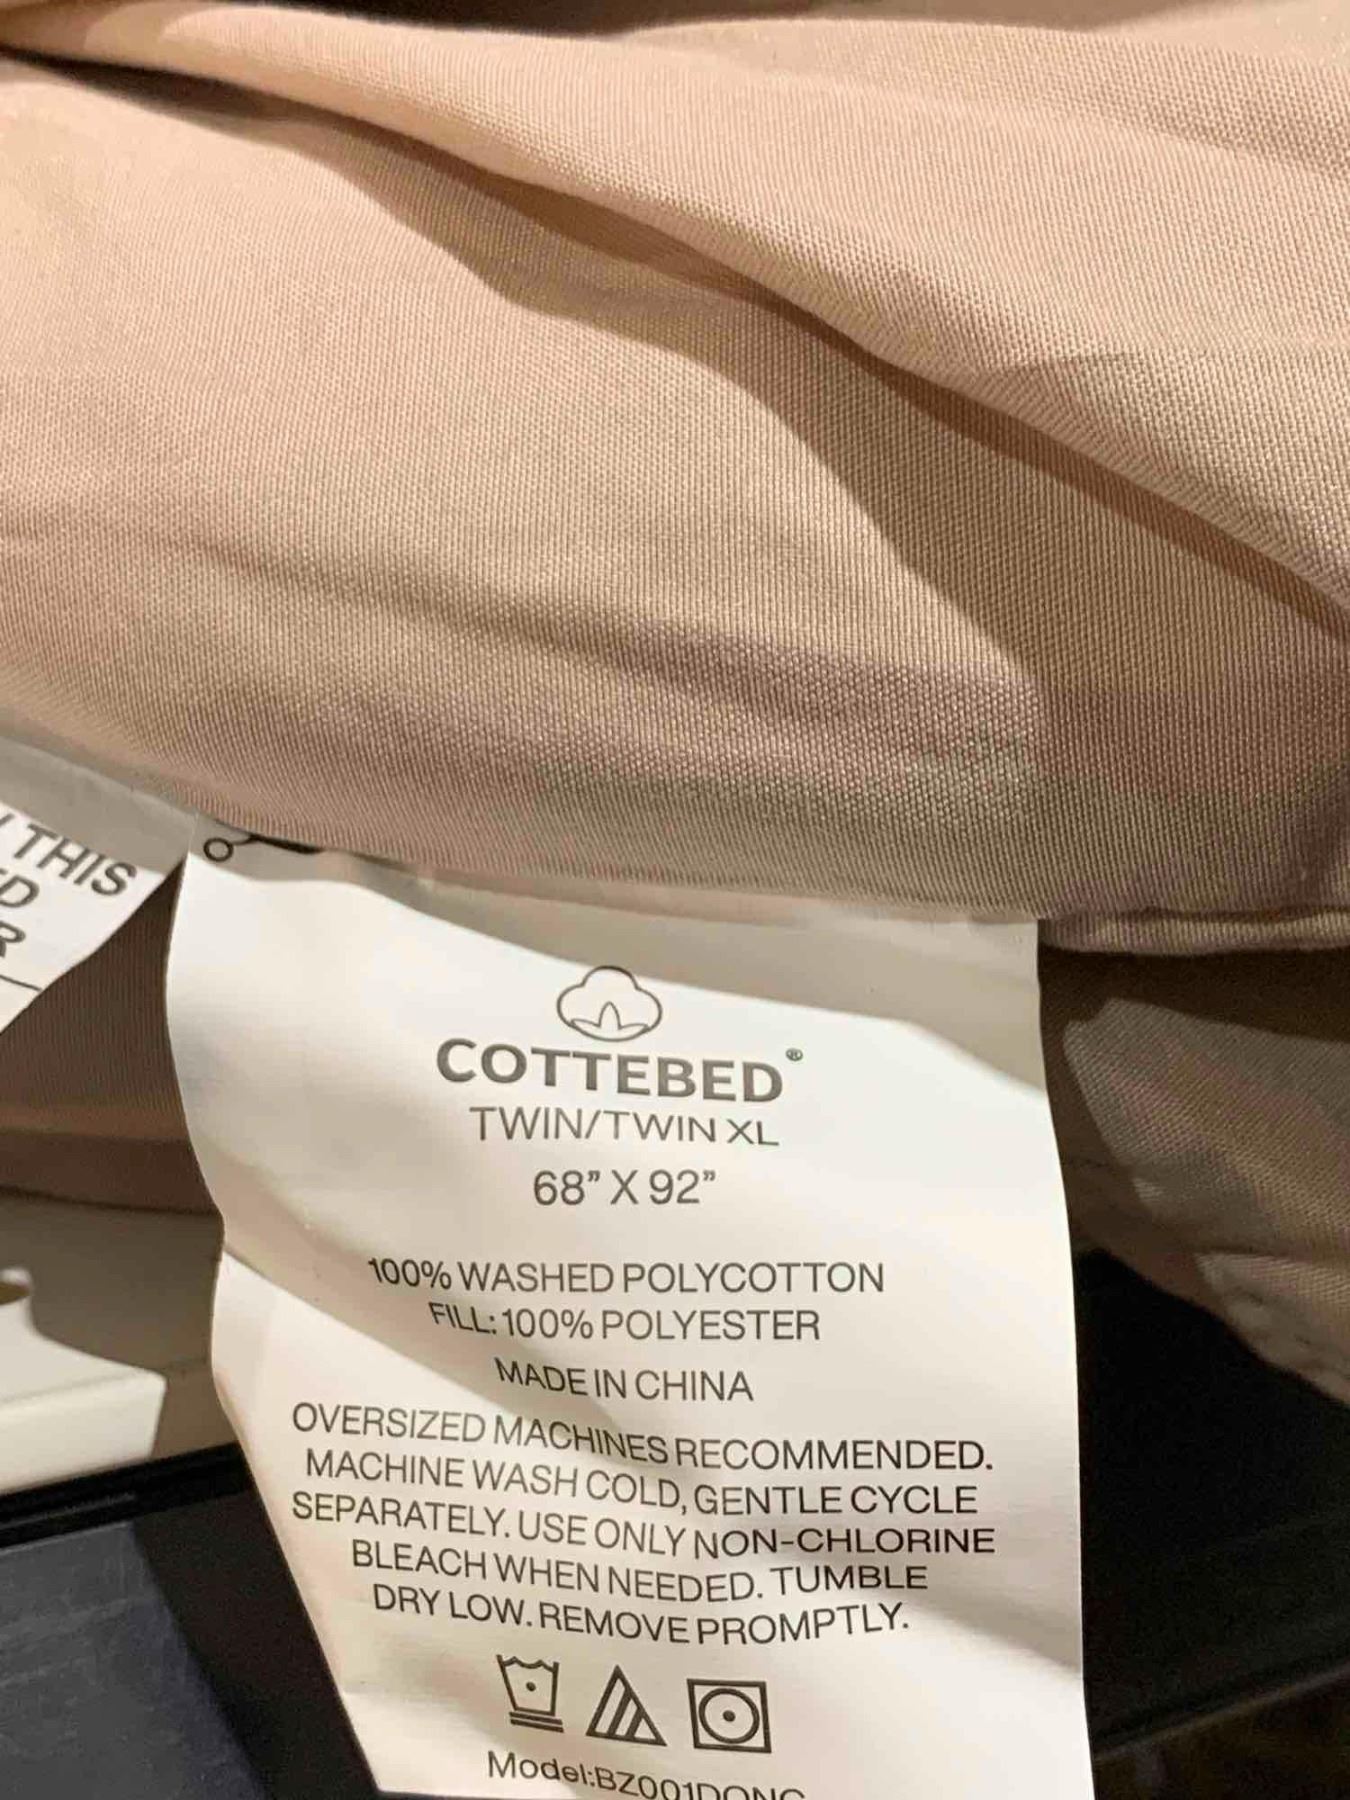 THIS
COTTEBED®
TWIN/TWIN XL
68” X 92”
100% WASHED POLYCOTTON
FILL: 100% POLYESTER
MADE IN CHINA
OVERSIZED MACHINES RECOMMENDED.
MACHINE WASH COLD, GENTLE CYCLE
SEPARATELY. USE ONLY NON-CHLORINE
BLEACH WHEN NEEDED. TUMBLE
DRY LOW. REMOVE PROMPTLY.